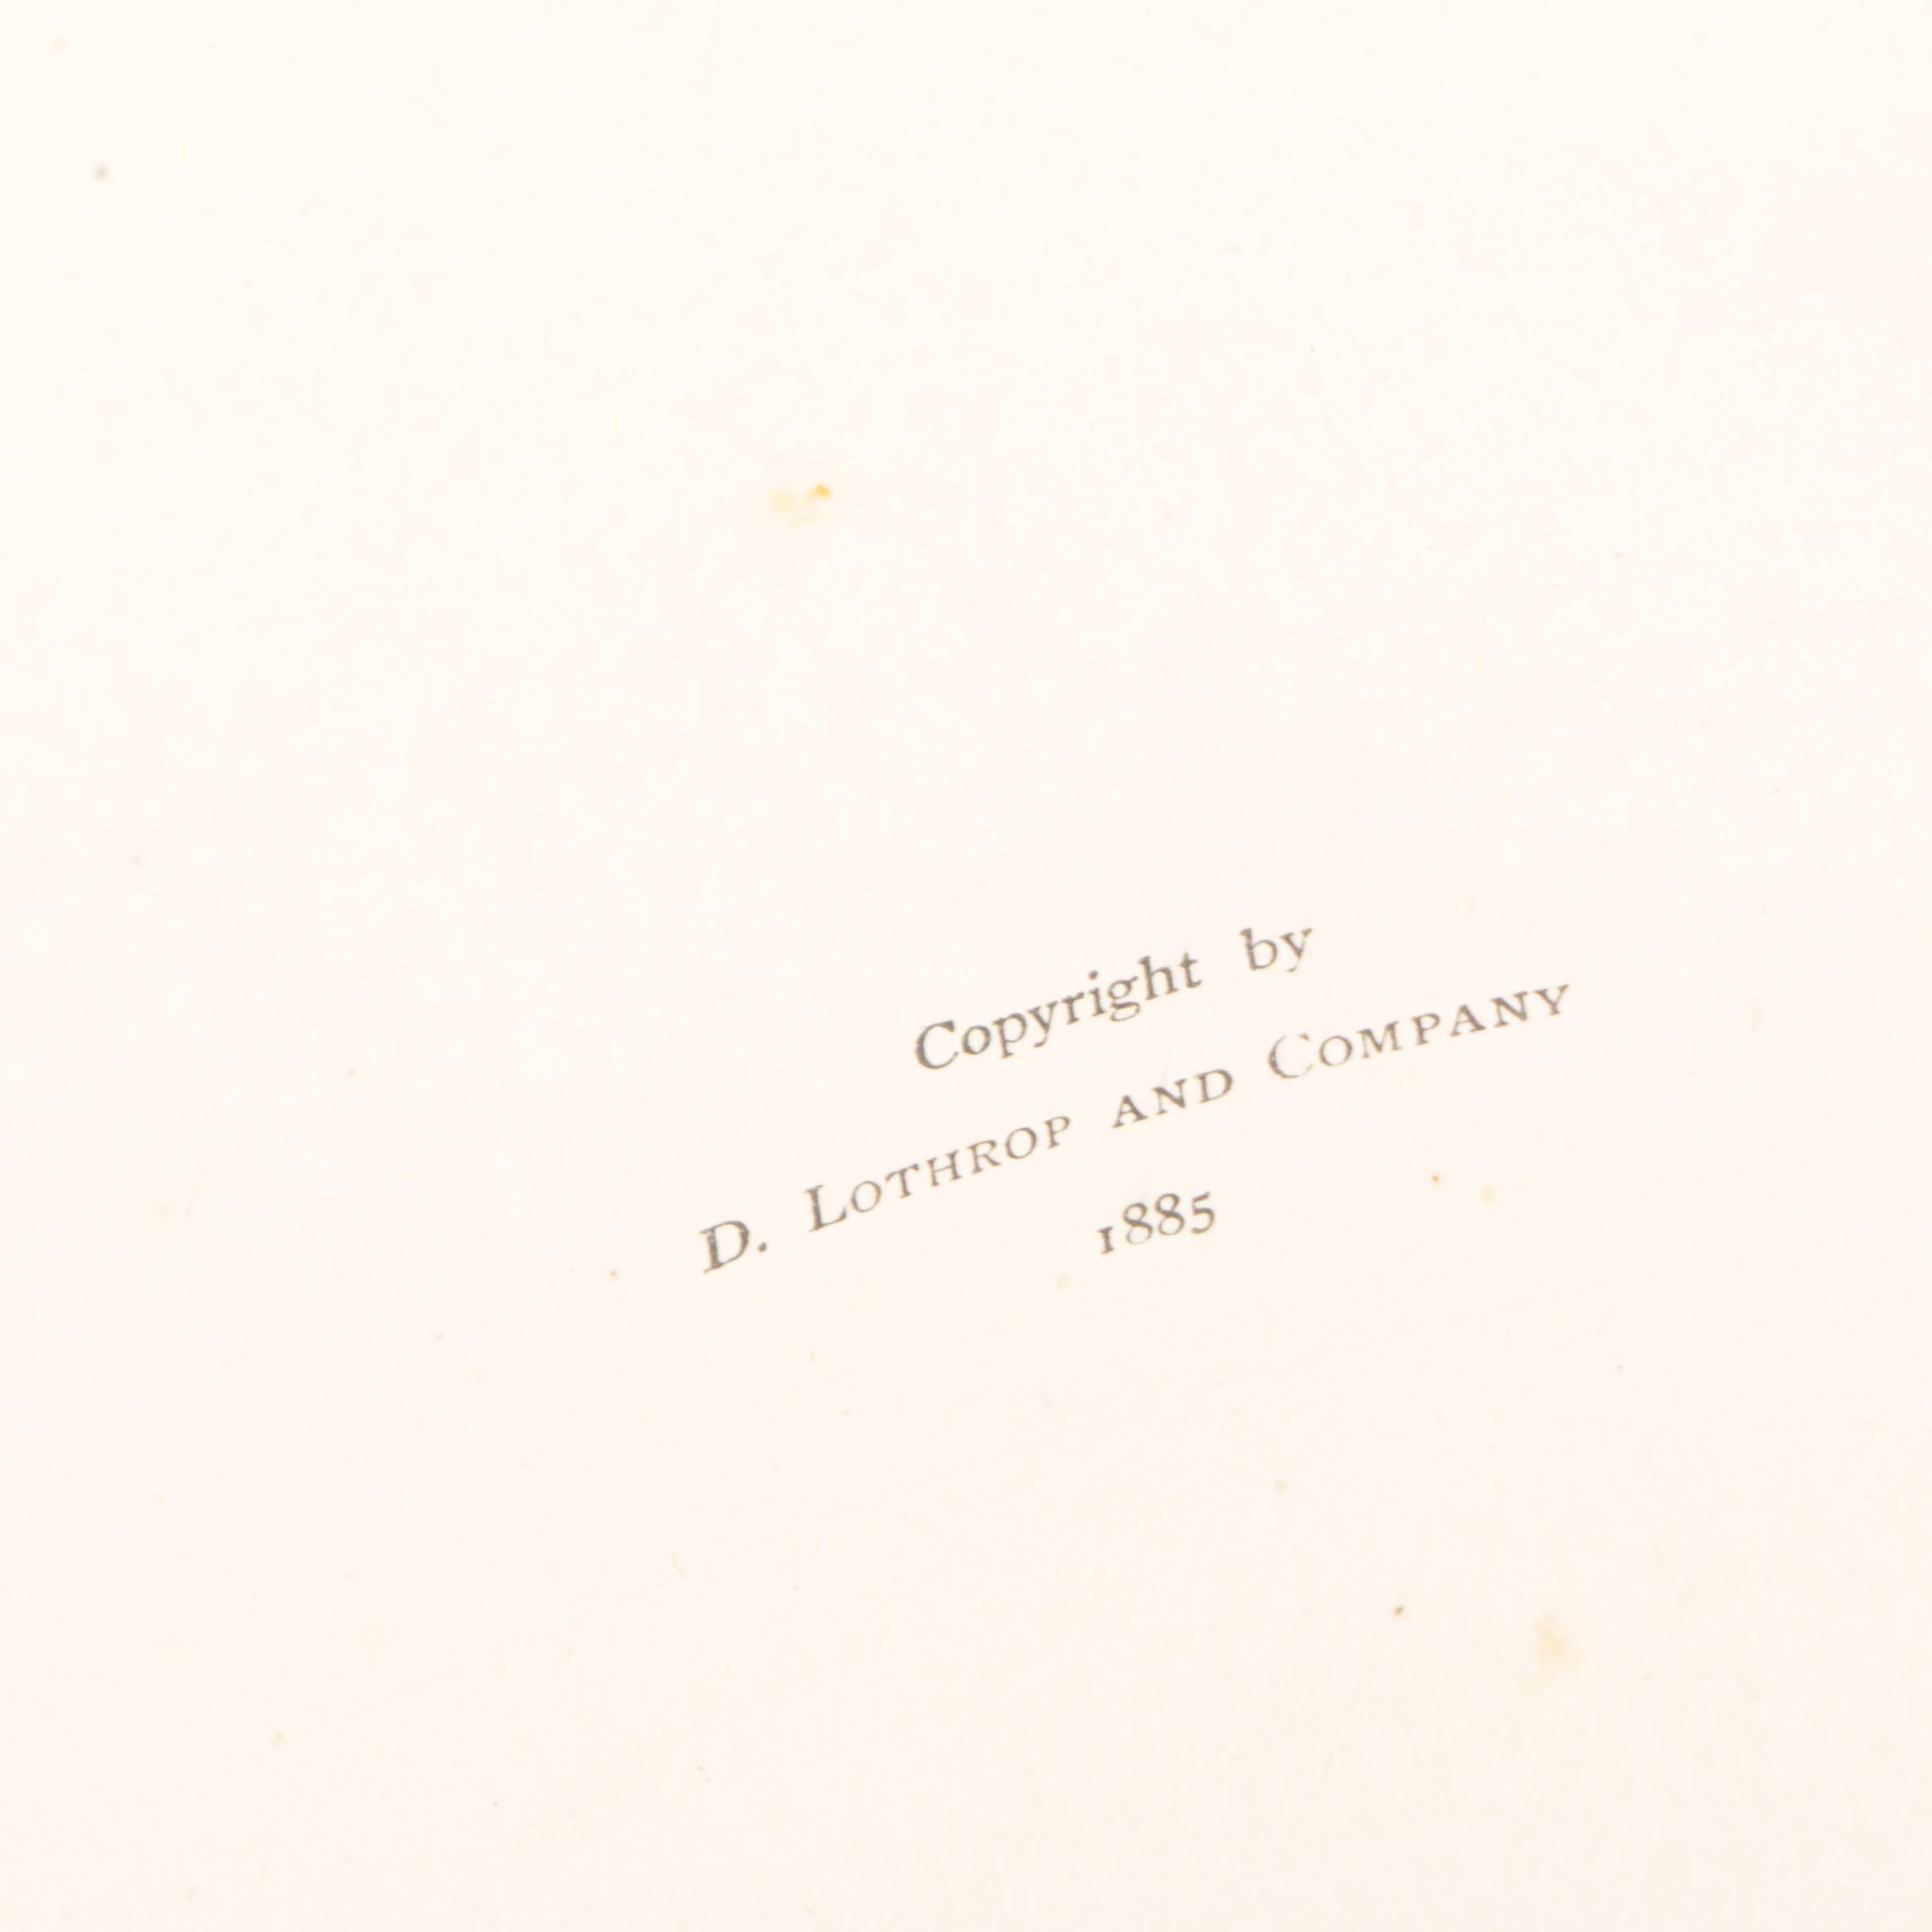 Copyright by
D. LOTHROP AND COMPANY
1885